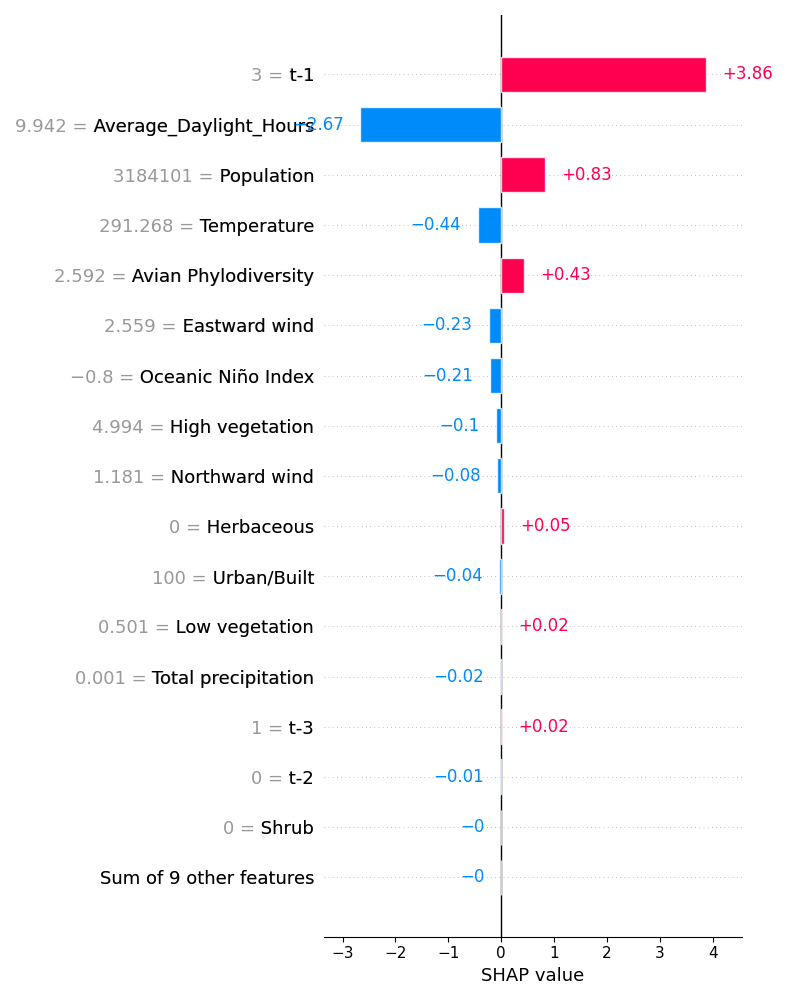 3 = t-1 +3.86
9.942 = Average_Daylight_Hours −2.67
3184101 = Population +0.83
291.268 = Temperature −0.44
2.592 = Avian Phylodiversity +0.43
2.559 = Eastward wind −0.23
−0.8 = Oceanic Niño Index −0.21
4.994 = High vegetation −0.1
1.181 = Northward wind −0.08
0 = Herbaceous +0.05
100 = Urban/Built −0.04
0.501 = Low vegetation +0.02
0.001 = Total precipitation −0.02
1 = t-3 +0.02
0 = t-2 −0.01
0 = Shrub −0
Sum of 9 other features −0
−3 −2 −1 0 1 2 3 4
SHAP value